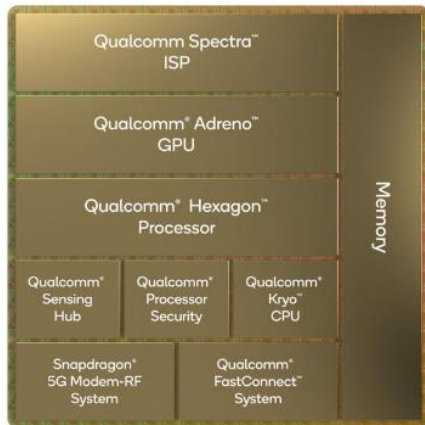 Qualcomm Spectra™
ISP
Qualcomm® Adreno™
GPU
Qualcomm® Hexagon™
Processor
Memory
Qualcomm®
Sensing
Hub
Qualcomm®
Processor
Security
Qualcomm®
Kryo™
CPU
Snapdragon®
5G Modem-RF
System
Qualcomm®
FastConnect™
System